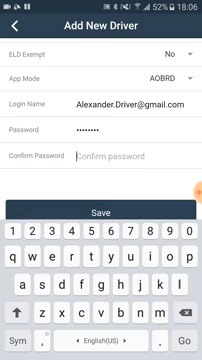 52% 18:06
Add New Driver
ELD Exempt No
App Mode AOBRD
Login Name Alexander.Driver@gmail.com
Password ••••••••
Confirm Password Confirm password
Save
1 2 3 4 5 6 7 8 9 0
q w e r t y u i o p
a s d f g h j k l
z x c v b n m
Sym , English(US) . Go